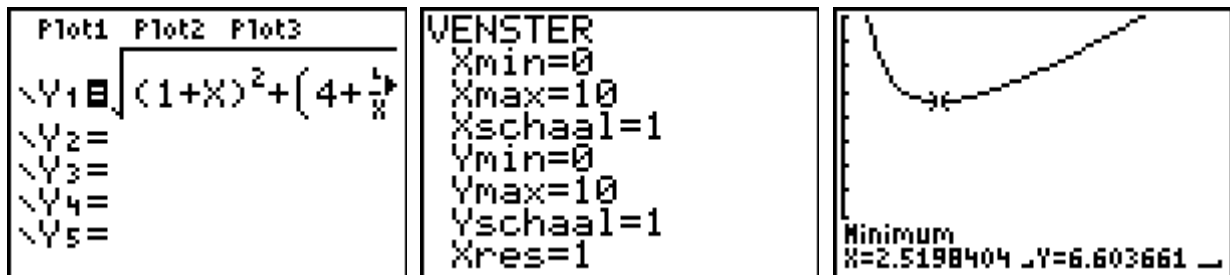 Plot1 Plot2 Plot3
\Y1=√(1+X)²+(4+
\Y2=
\Y3=
\Y4=
\Y5=
VENSTER
Xmin=0
Xmax=10
Xschaal=1
Ymin=0
Ymax=10
Yschaal=1
Xres=1
Minimum
X=2.5198404 Y=6.603661